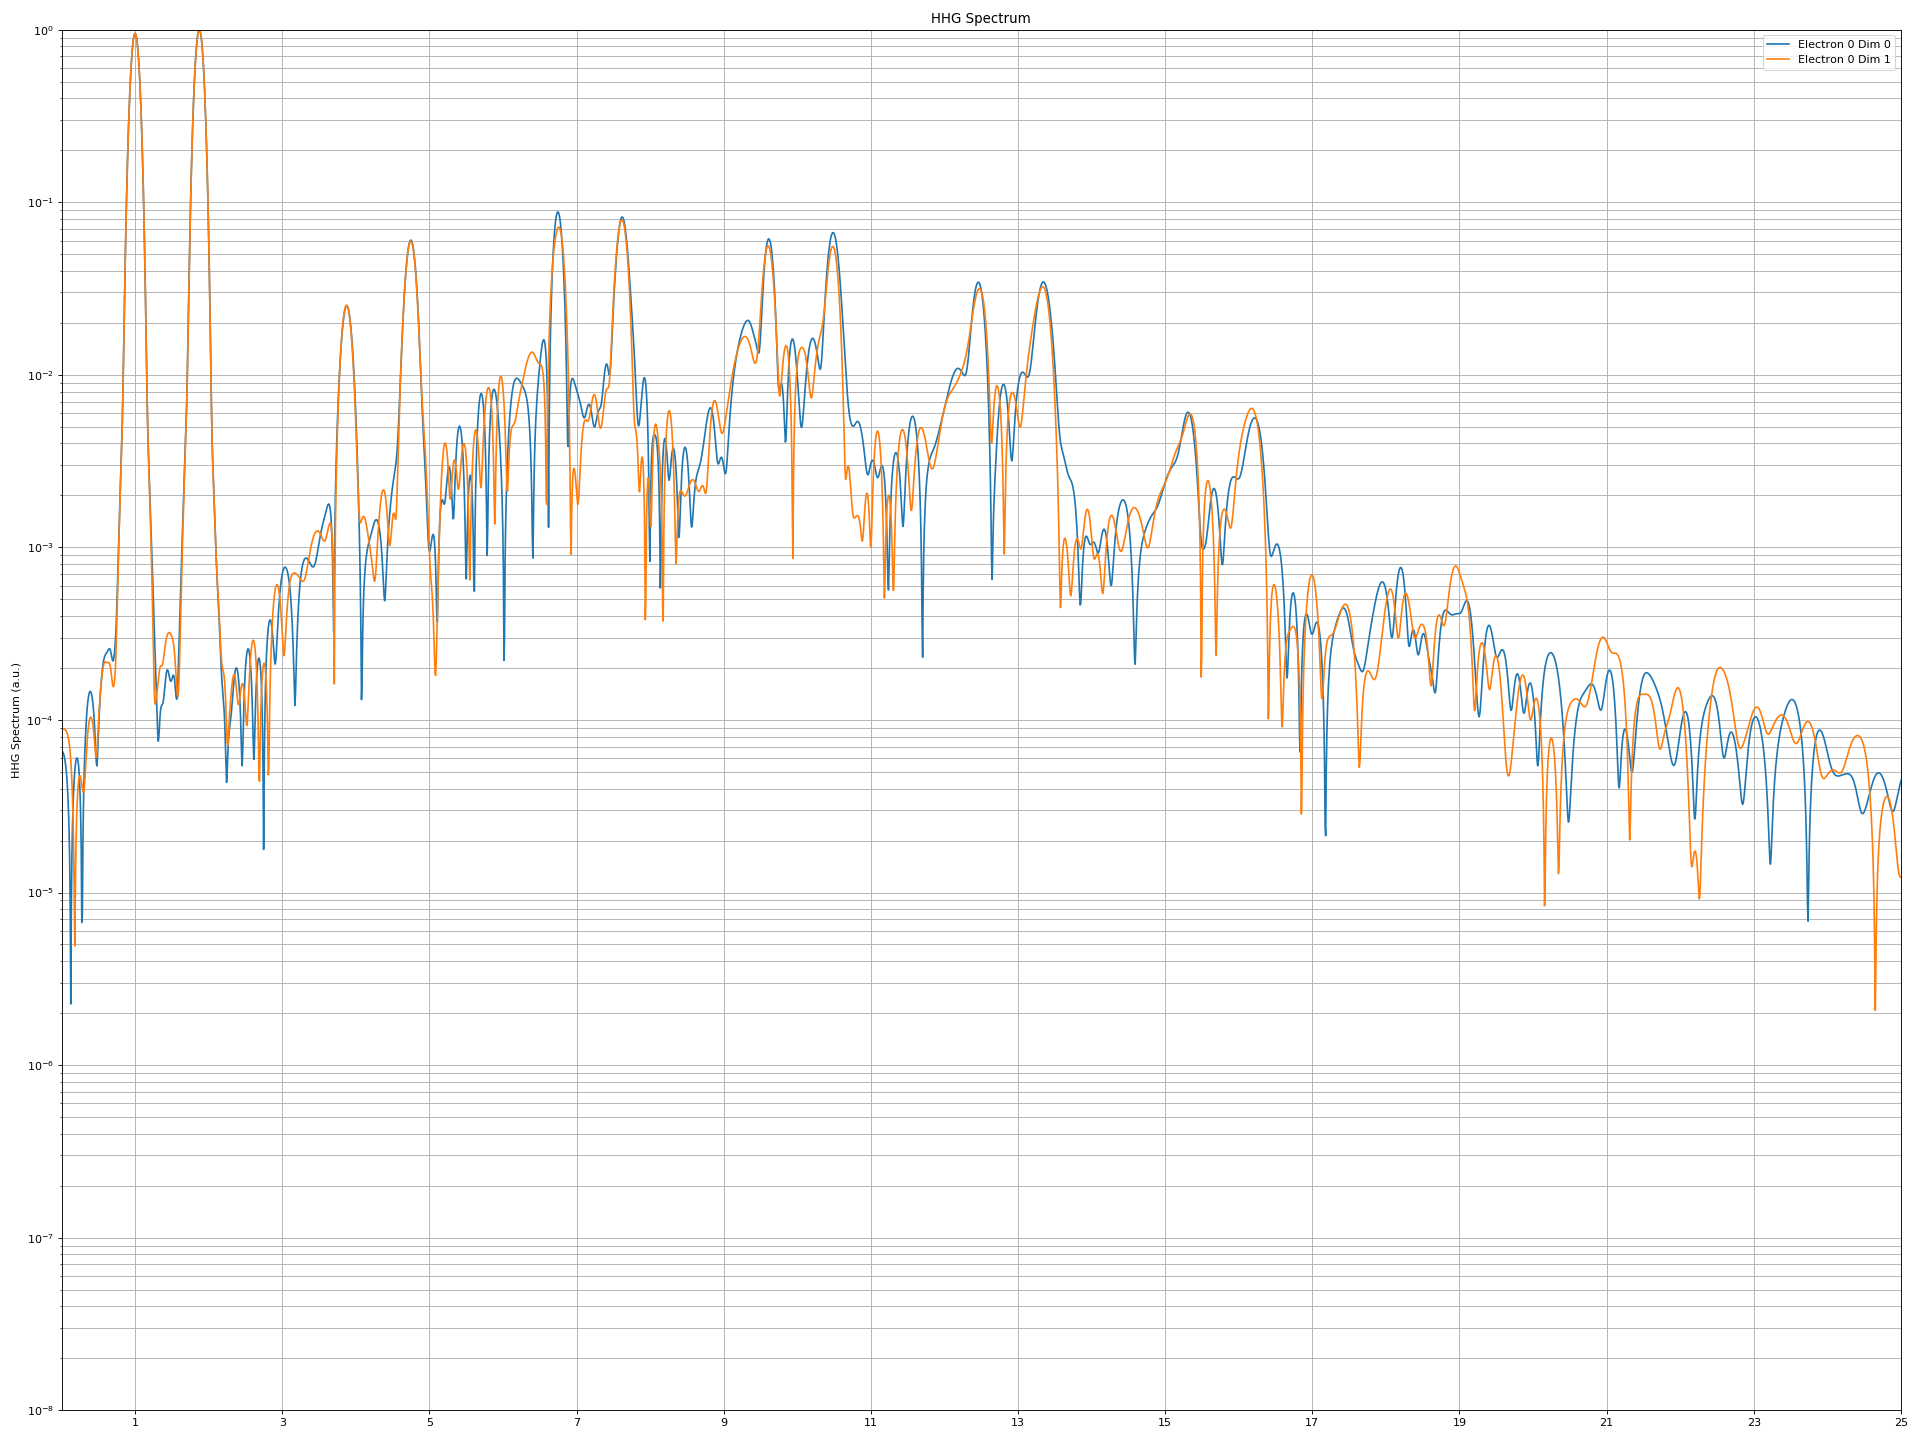 HHG Spectrum
Electron 0 Dim 0
Electron 0 Dim 1
HHG Spectrum (a.u.)
10⁰
10⁻¹
10⁻²
10⁻³
10⁻⁴
10⁻⁵
10⁻⁶
10⁻⁷
10⁻⁸
1 3 5 7 9 11 13 15 17 19 21 23 25